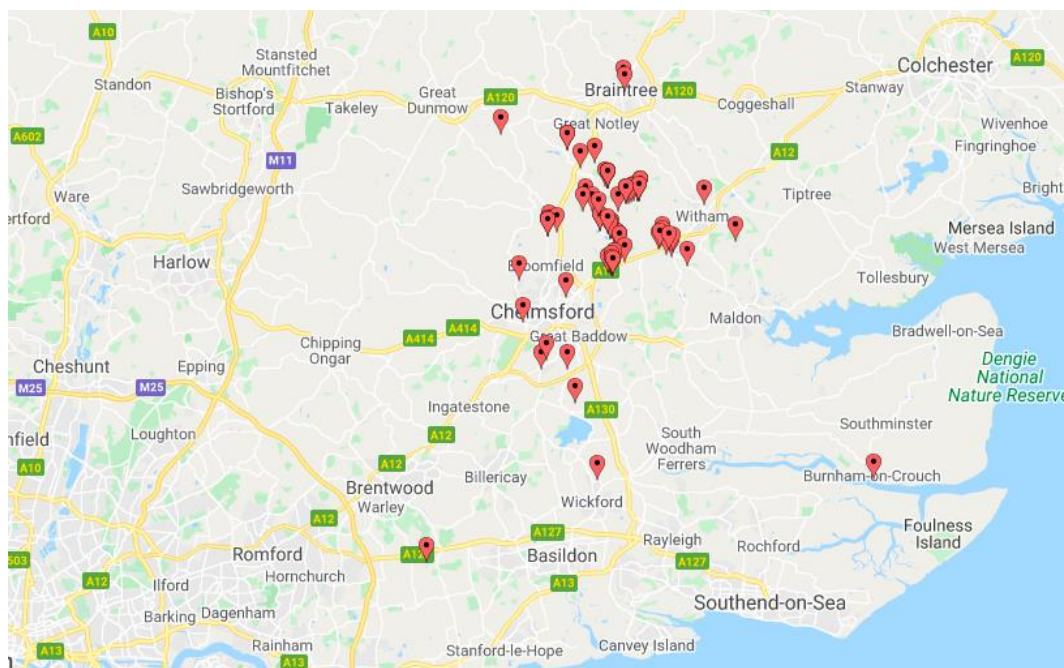 A10
A120
Colchester
Stansted
Mountfitchet
Standon
Bishop's
Stortford
Takeley
Great
Dunmow
A120
Braintree
A120
Coggeshall
Stanway
A602
Great Notley
Wivenhoe
Fingringhoe
M11
A12
Ware
Sawbridgeworth
Witham
Tiptree
Mersea Island
West Mersea
Harlow
Broomfield
Tollesbury
Chelmsford
Maldon
Bradwell-on-Sea
A414
A414
Great Baddow
Chipping
Ongar
Cheshunt
Epping
Dengie
National
M25
M25
Ingatestone
A130
Loughton
A12
Southminster
South
Woodham
Ferrers
A10
A12
Billericay
Brentwood
Warley
Wickford
Burnham-on-Crouch
A12
A127
Foulness
Island
Romford
Basildon
Rayleigh
Rochford
A127
Hornchurch
A13
A12
Ilford
Barking
Dagenham
Southend-on-Sea
Rainham
A13
A13
Stanford-le-Hope
Canvey Island